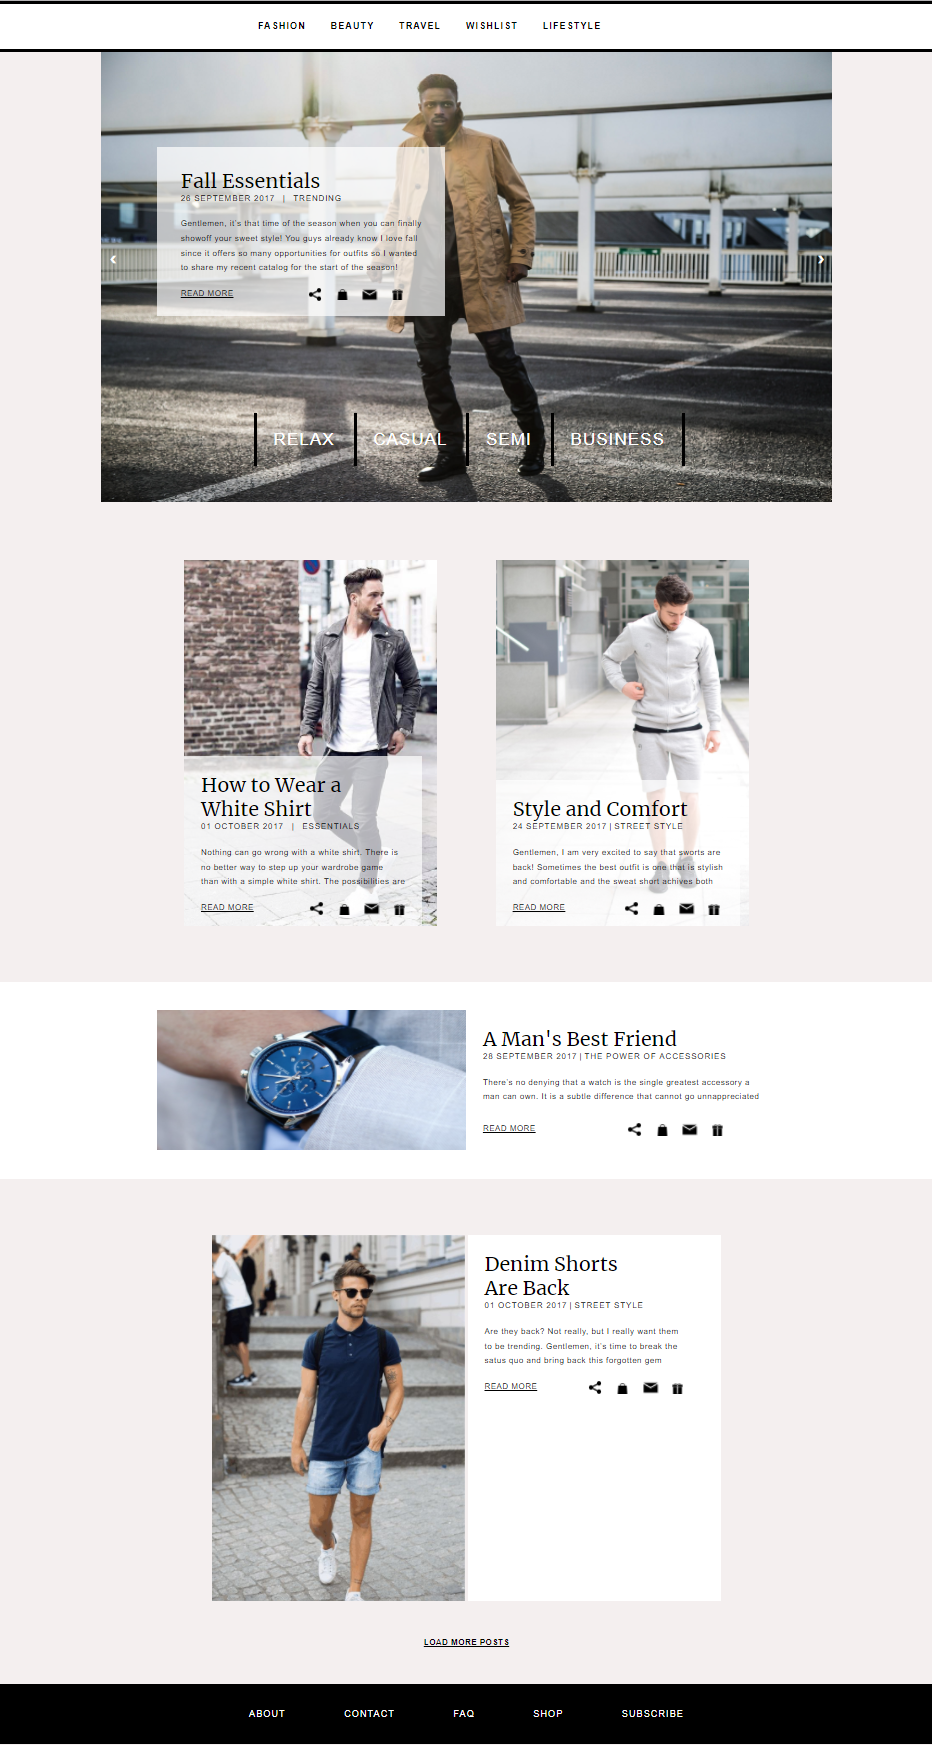 FASHION BEAUTY TRAVEL WISHLIST LIFESTYLE
Fall Essentials
26 SEPTEMBER 2017 | TRENDING
Gentlemen, it's that time of the season when you can finally
showoff your sweet style! You guys already know I love fall
since it offers so many opportunities for outfits so I wanted
to share my recent catalog for the start of the season!
READ MORE
RELAX CASUAL SEMI BUSINESS
How to Wear a
White Shirt
01 OCTOBER 2017 | ESSENTIALS
Nothing can go wrong with a white shirt. There is
no better way to step up your wardrobe game
than with a simple white shirt. The possibilities are
READ MORE
Style and Comfort
24 SEPTEMBER 2017 | STREET STYLE
Gentlemen, I am very excited to say that sworts are
back! Sometimes the best outfit is one that is stylish
and comfortable and the sweat short achives both
READ MORE
A Man's Best Friend
28 SEPTEMBER 2017 | THE POWER OF ACCESSORIES
There's no denying that a watch is the single greatest accessory a
man can own. It is a subtle difference that cannot go unnappreciated
READ MORE
Denim Shorts
Are Back
01 OCTOBER 2017 | STREET STYLE
Are they back? Not really, but I really want them
to be trending. Gentlemen, it's time to break the
satus quo and bring back this forgotten gem
READ MORE
LOAD MORE POSTS
ABOUT CONTACT FAQ SHOP SUBSCRIBE